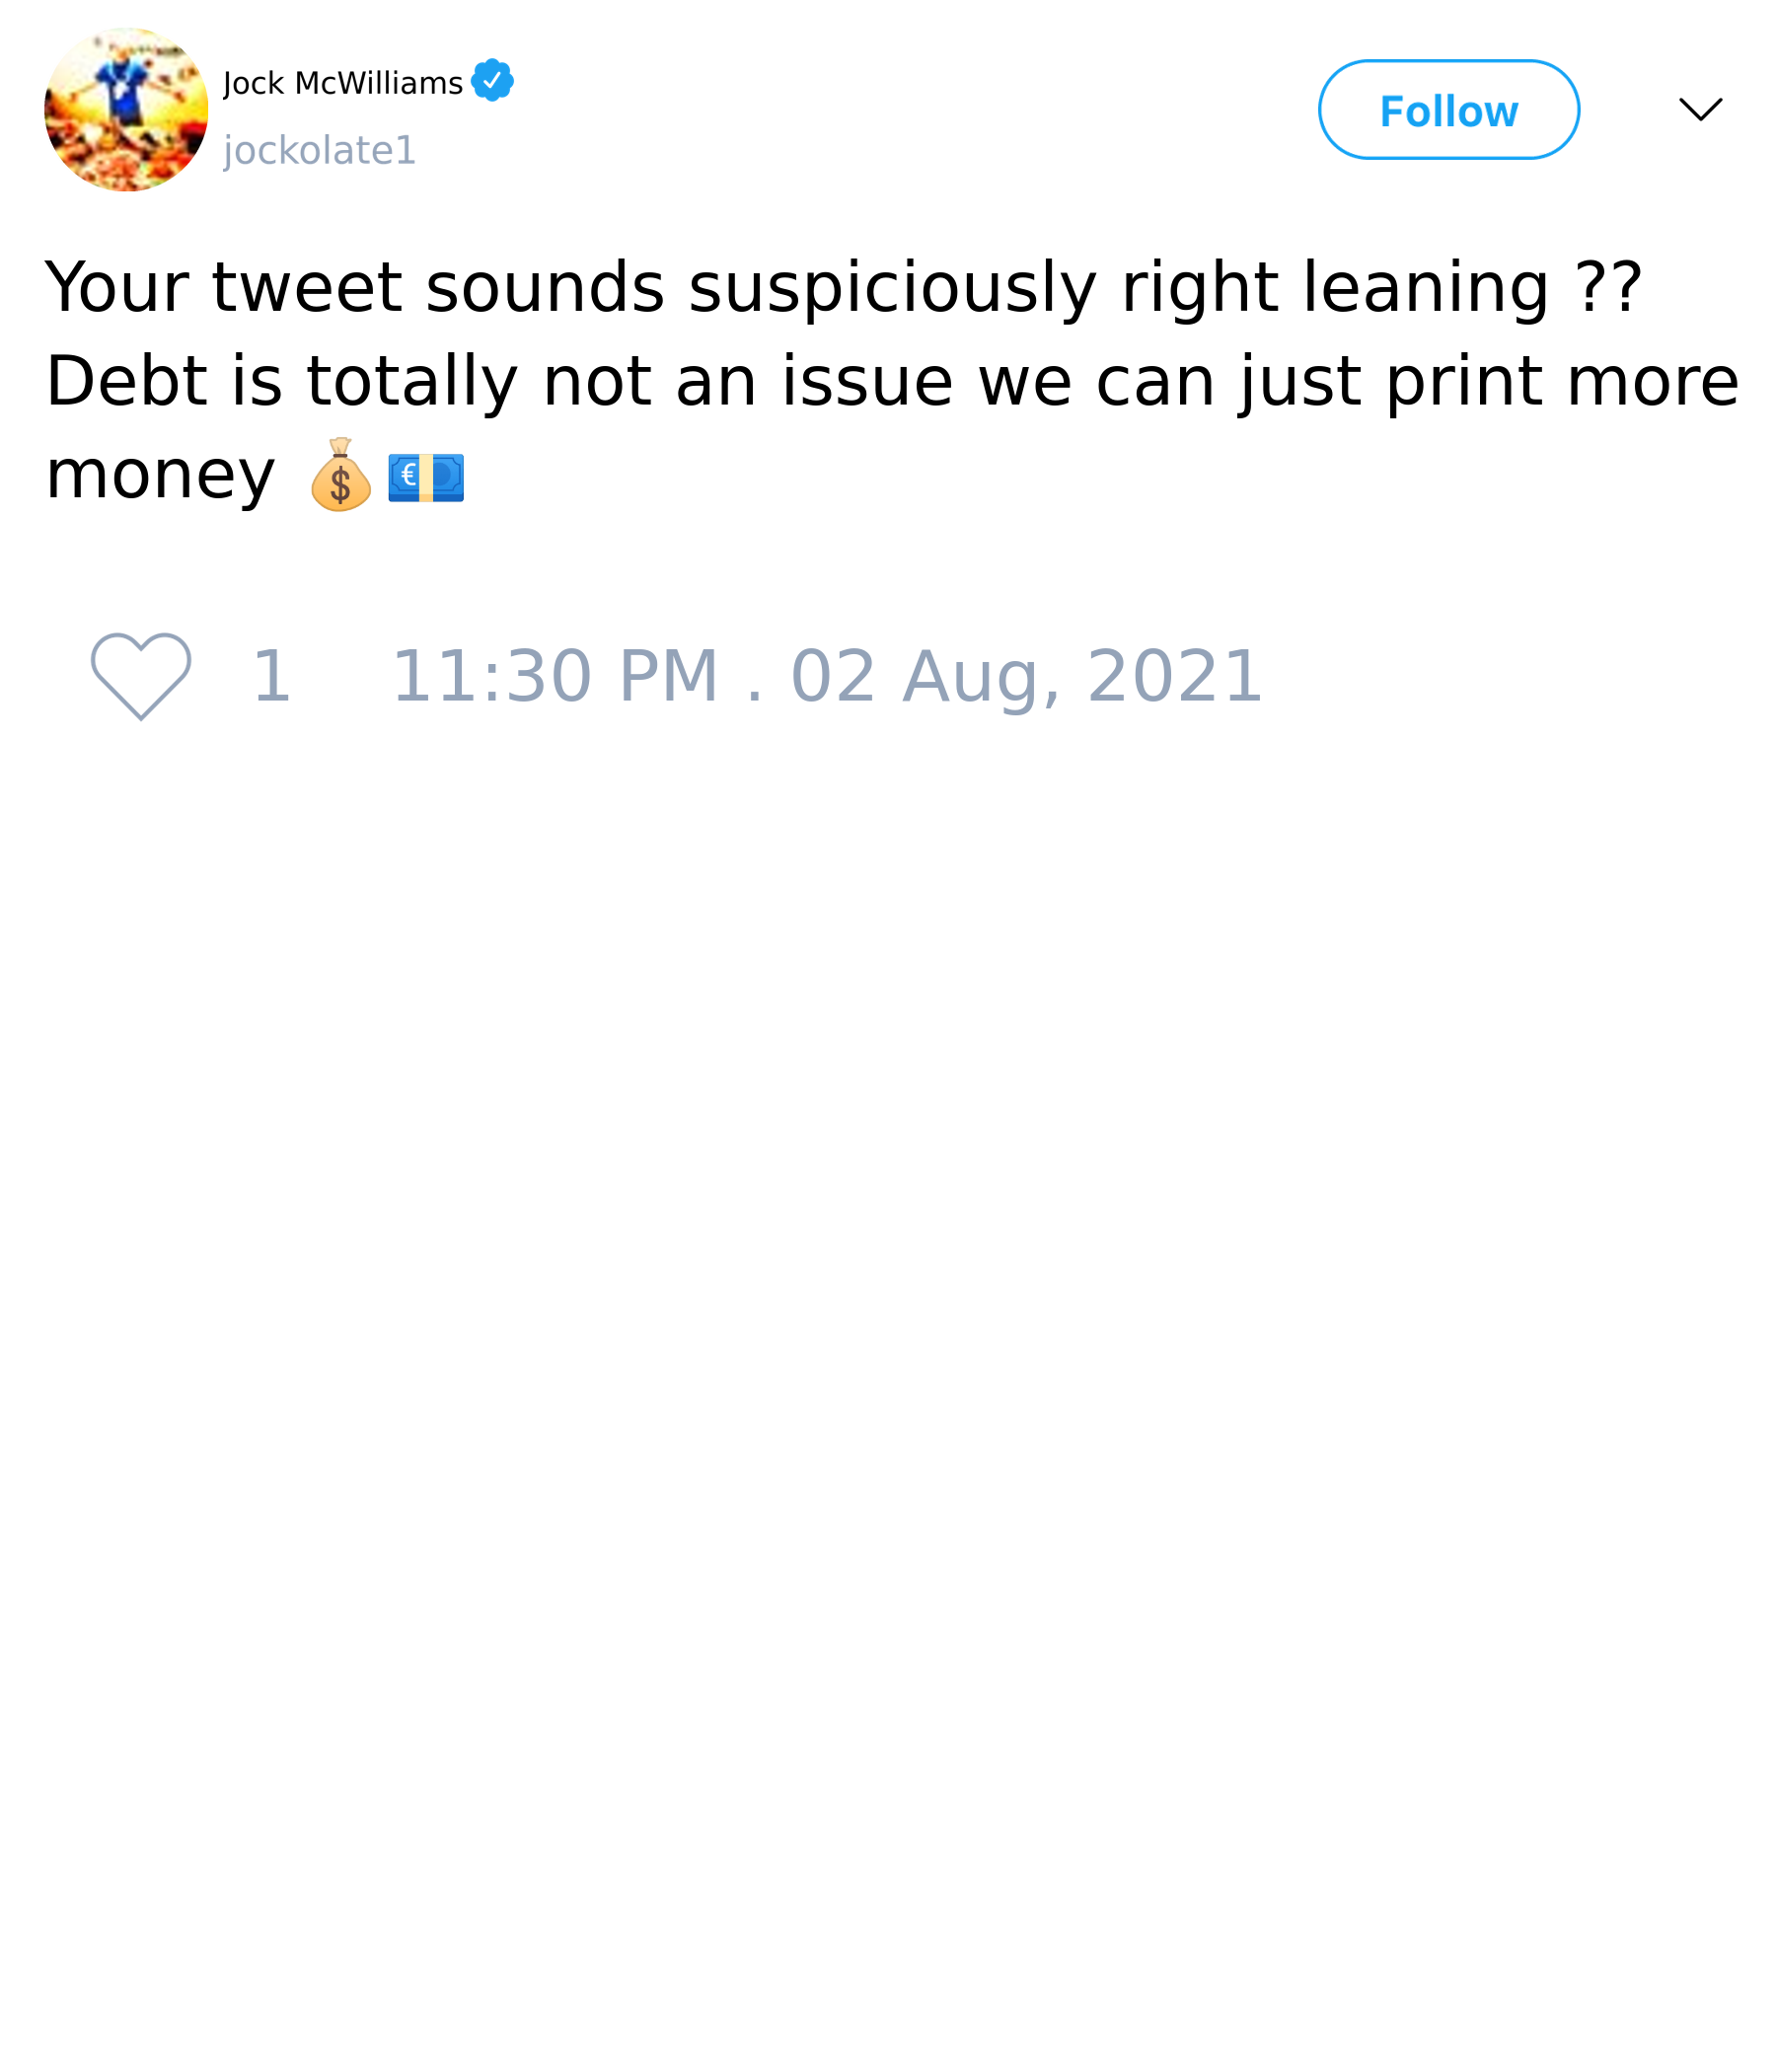 Jock McWilliams
jockolate1
Follow
Your tweet sounds suspiciously right leaning ??
Debt is totally not an issue we can just print more
money 💰💶
1 11:30 PM . 02 Aug, 2021